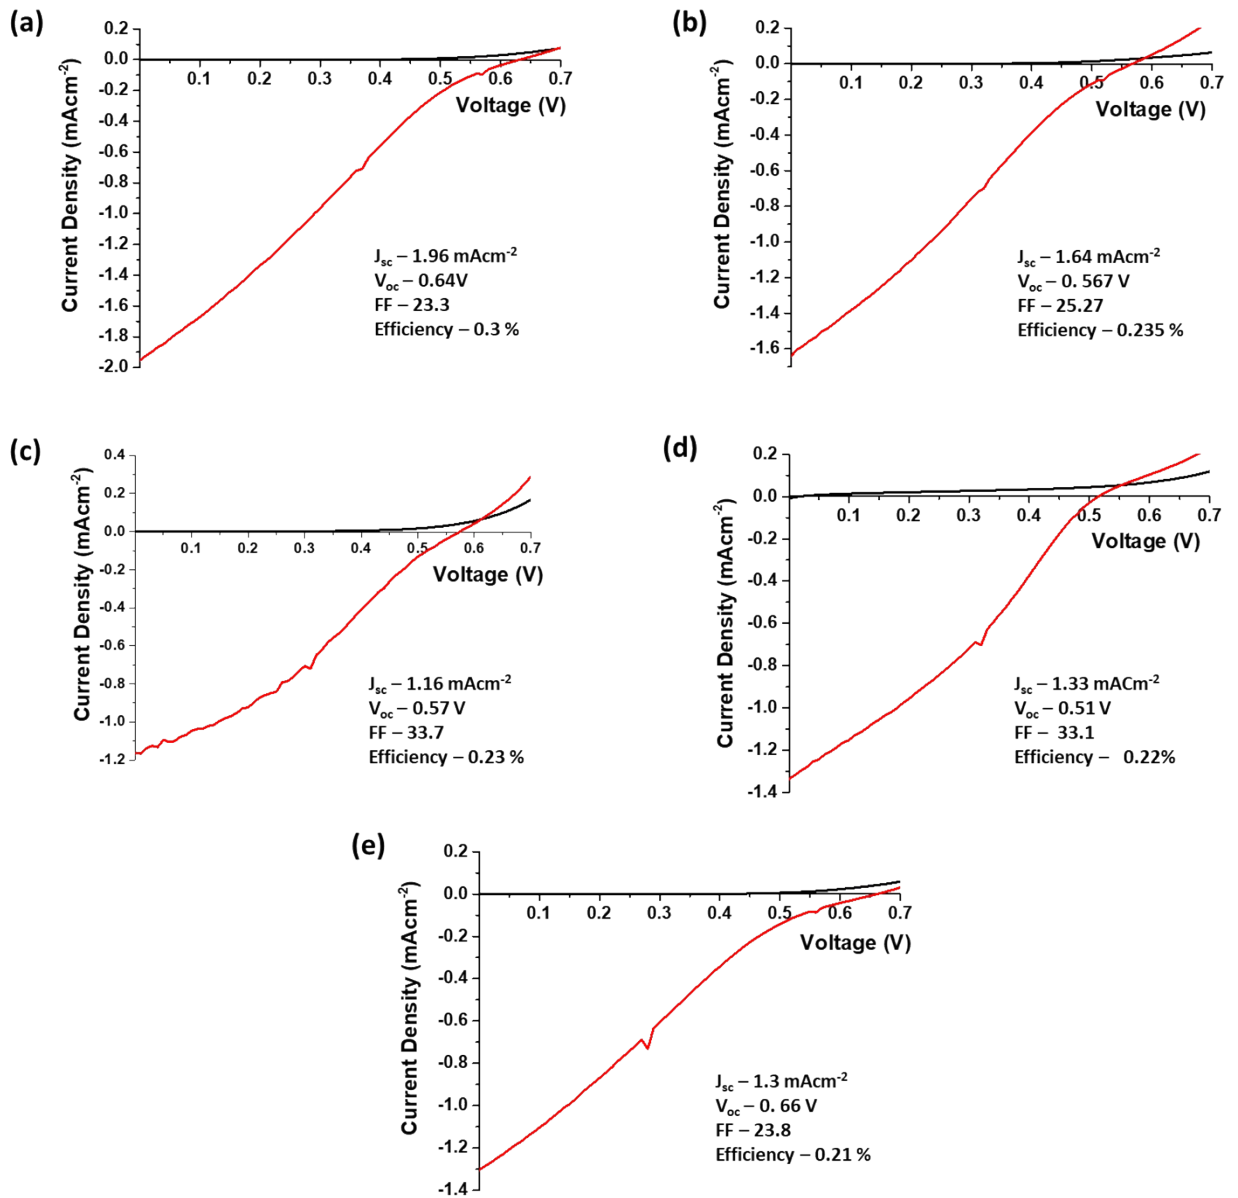 (a)
0.2
0.0
-0.2
-0.4
-0.6
-0.8
-1.0
-1.2
-1.4
-1.6
-1.8
-2.0
0.1 0.2 0.3 0.4 0.5 0.6 0.7
Voltage (V)
Current Density (mAcm-2)
Jsc – 1.96 mAcm-2
Voc – 0.64V
FF – 23.3
Efficiency – 0.3 %
(b)
0.2
0.0
-0.2
-0.4
-0.6
-0.8
-1.0
-1.2
-1.4
-1.6
0.1 0.2 0.3 0.4 0.5 0.6 0.7
Voltage (V)
Current Density (mAcm-2)
Jsc – 1.64 mAcm-2
Voc – 0. 567 V
FF – 25.27
Efficiency – 0.235 %
(c)
0.4
0.2
0.0
-0.2
-0.4
-0.6
-0.8
-1.0
-1.2
0.1 0.2 0.3 0.4 0.5 0.6 0.7
Voltage (V)
Current Density (mAcm-2)
Jsc – 1.16 mAcm-2
Voc – 0.57 V
FF – 33.7
Efficiency – 0.23 %
(d)
0.2
0.0
-0.2
-0.4
-0.6
-0.8
-1.0
-1.2
-1.4
0.1 0.2 0.3 0.4 0.5 0.6 0.7
Voltage (V)
Current Density (mAcm-2)
Jsc – 1.33 mACm-2
Voc – 0.51 V
FF – 33.1
Efficiency – 0.22%
(e)
0.2
0.0
-0.2
-0.4
-0.6
-0.8
-1.0
-1.2
-1.4
0.1 0.2 0.3 0.4 0.5 0.6 0.7
Voltage (V)
Current Density (mAcm-2)
Jsc – 1.3 mAcm-2
Voc – 0. 66 V
FF – 23.8
Efficiency – 0.21 %